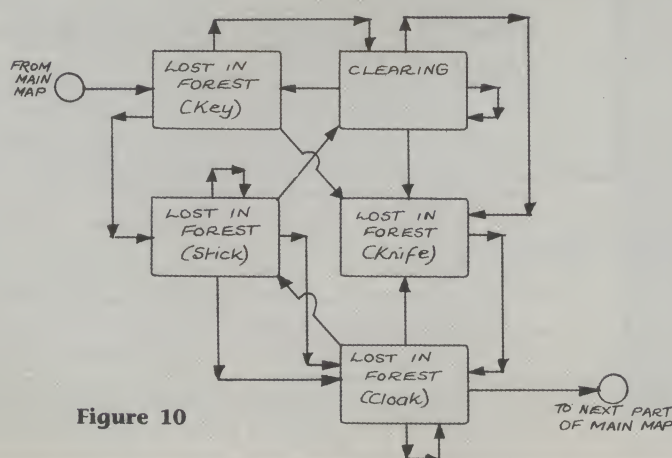 FROM
MAIN
MAP
LOST IN
FOREST
(Key)
CLEARING
LOST IN
FOREST
(Stick)
LOST IN
FOREST
(Knife)
LOST IN
FOREST
(Cloak)
TO NEXT PART
OF MAIN MAP
Figure 10